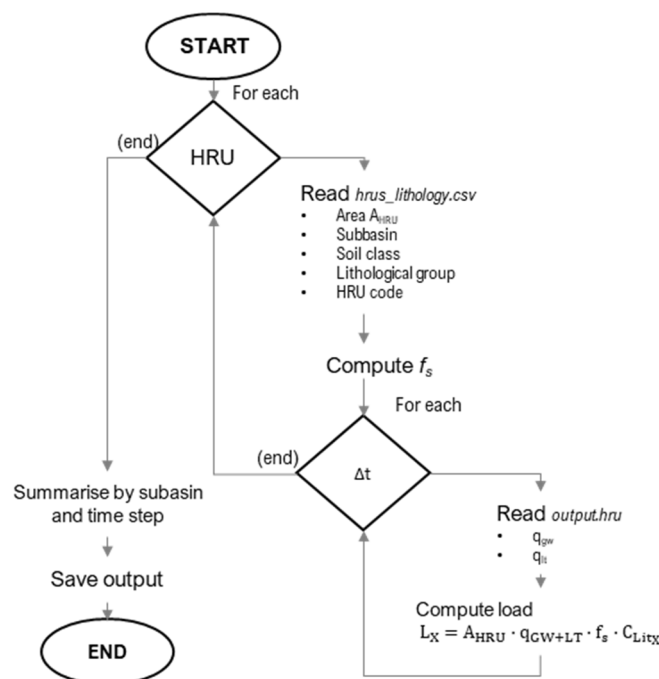 START
For each
(end)
HRU
Read hrus_lithology.csv
• Area A_HRU
• Subbasin
• Soil class
• Lithological group
• HRU code
Compute f_s
For each
(end)
Δt
Read output.hru
• q_gw
• q_lt
Compute load
L_X = A_HRU · q_GW+LT · f_s · C_LitX
Summarise by subasin
and time step
Save output
END